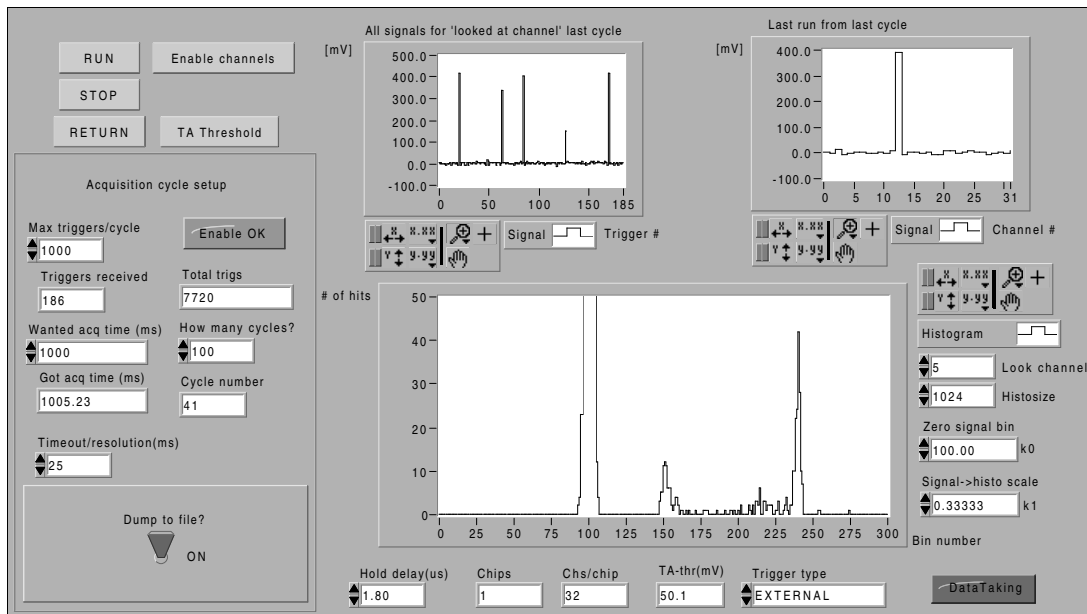 RUN
Enable channels
STOP
RETURN
TA Threshold
Acquisition cycle setup
Max triggers/cycle
1000
Enable OK
Triggers received
186
Total trigs
7720
Wanted acq time (ms)
1000
How many cycles?
100
Got acq time (ms)
1005.23
Cycle number
41
Timeout/resolution(ms)
25
Dump to file?
ON
All signals for 'looked at channel' last cycle
[mV]
500.0
400.0
300.0
200.0
100.0
0.0
-100.0
0 50 100 150 185
X X.XX
Y Y.YY
Signal
Trigger #
Last run from last cycle
[mV]
400.0
300.0
200.0
100.0
0.0
-100.0
0 5 10 15 20 25 31
X X.XX
Y Y.YY
Signal
Channel #
# of hits
50
40
30
20
10
0
0 25 50 75 100 125 150 175 200 225 250 275 300
Bin number
X X.XX
Y Y.YY
Histogram
5 Look channel
1024 Histosize
Zero signal bin
100.00 k0
Signal->histo scale
0.33333 k1
Hold delay(us)
1.80
Chips
1
Chs/chip
32
TA-thr(mV)
50.1
Trigger type
EXTERNAL
DataTaking